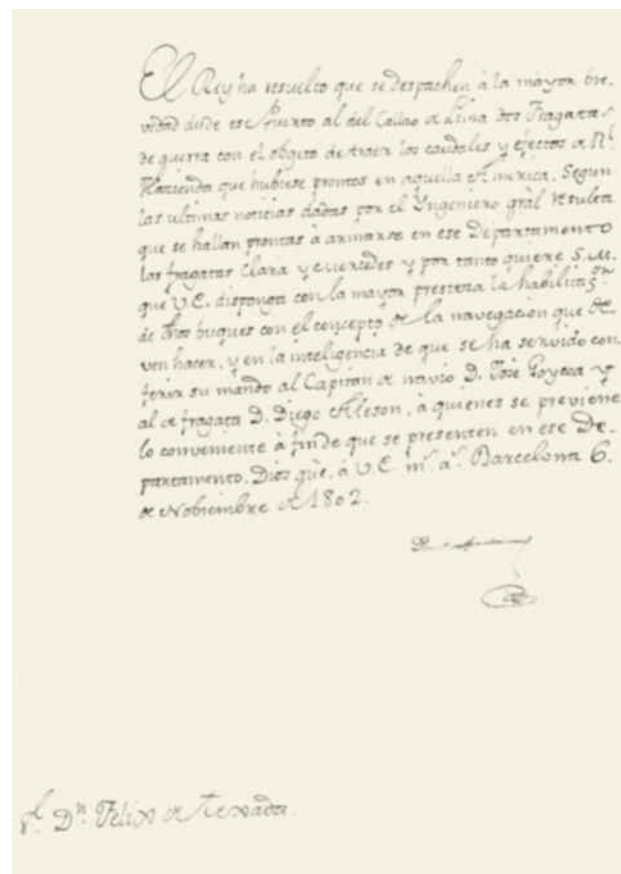 El Rey ha resuelto que se despachen à la mayor bre-
vedad desde ese Puerto al del Callao de Lima dos Fragatas
de guerra con el objeto de traer los caudales y efectos de Rl.
Hacienda que hubiese prontos en aquella America. Segun
las ultimas noticias dadas por el Yngeniero gràl resulta
que se hallan prontas à armarse en ese Departamento
las fragatas Clara y Mercedes y por tanto quiere S. M.
que V. E. disponga con la mayor presteza la habilitaon.
de dhos buques con el concepto de la navegacion que de-
ven hacer, y en la inteligencia de que se ha servido con
ferir su mando al Capitan de navio D. José Goycoa y
al de fragata D. Diego Aleson, à quienes se previene
lo conveniente à fin de que se presenten en ese De-
partamento. Dios gùe. à V. E. ms. as. Barcelona 6.
de Nobiembre de 1802.
Dn. Felix de Texada.